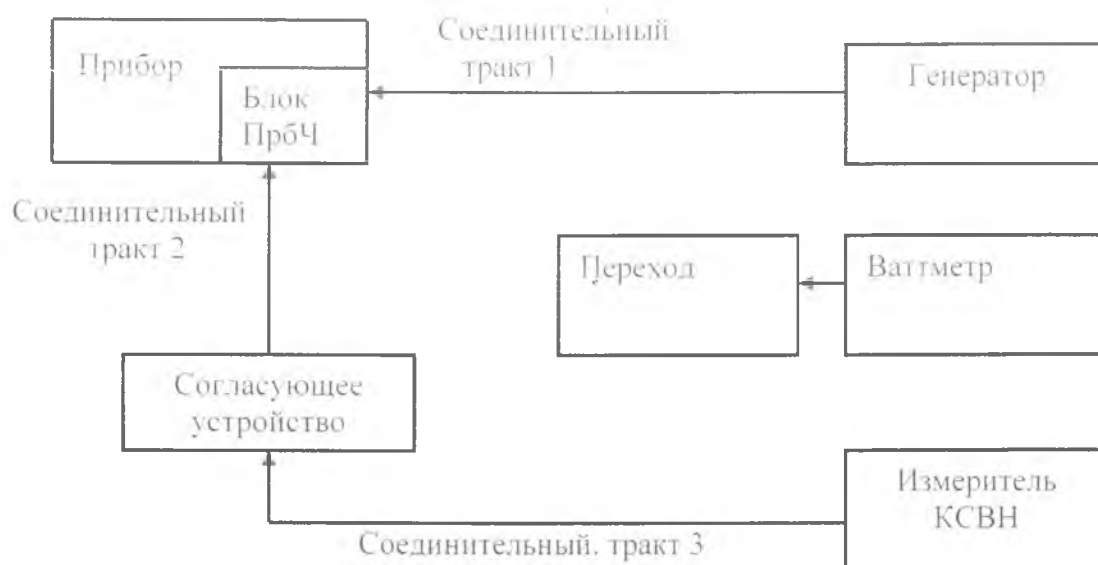 Соединительный
тракт 1
Прибор
Блок
ПрбЧ
Генератор
Соединительный
тракт 2
Переход
Ваттметр
Согласующее
устройство
Измеритель
КСВН
Соединительный. тракт 3